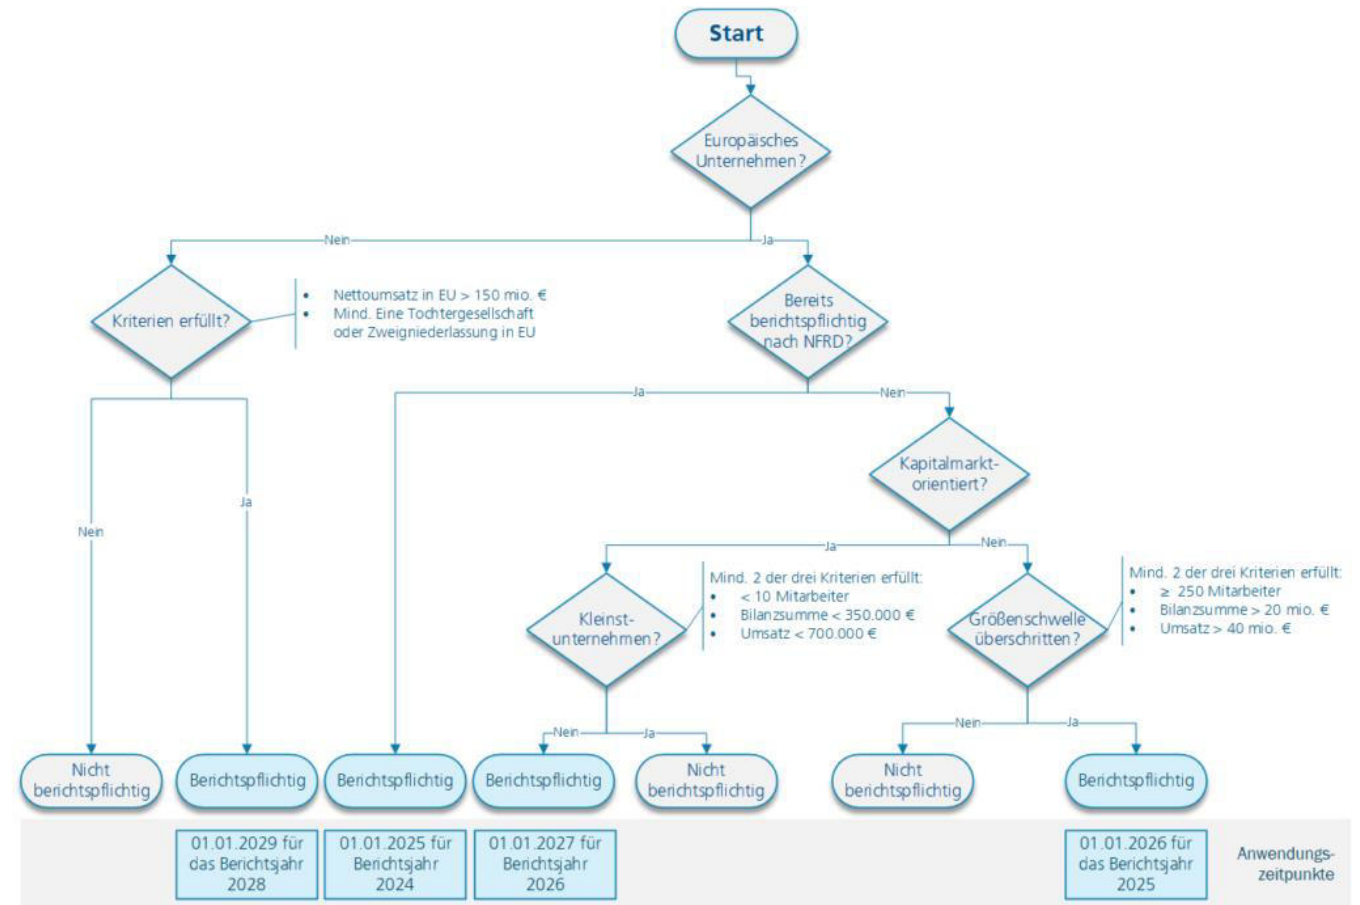 Start
Europäisches
Unternehmen?
Nein
Ja
Kriterien erfüllt?
• Nettoumsatz in EU > 150 mio. €
• Mind. Eine Tochtergesellschaft
oder Zweigniederlassung in EU
Bereits
berichtspflichtig
nach NFRD?
Ja
Nein
Kapitalmarkt-
orientiert?
Nein
Ja
Ja
Nein
Kleinst-
unternehmen?
Mind. 2 der drei Kriterien erfüllt:
• < 10 Mitarbeiter
• Bilanzsumme < 350.000 €
• Umsatz < 700.000 €
Größenschwelle
überschritten?
Mind. 2 der drei Kriterien erfüllt:
• ≥ 250 Mitarbeiter
• Bilanzsumme > 20 mio. €
• Umsatz > 40 mio. €
Nein
Ja
Nein
Ja
Nicht
berichtspflichtig
Berichtspflichtig
Berichtspflichtig
Berichtspflichtig
Nicht
berichtspflichtig
Nicht
berichtspflichtig
Berichtspflichtig
01.01.2029 für
das Berichtsjahr
2028
01.01.2025 für
Berichtsjahr
2024
01.01.2027 für
Berichtsjahr
2026
01.01.2026 für
das Berichtsjahr
2025
Anwendungs-
zeitpunkte